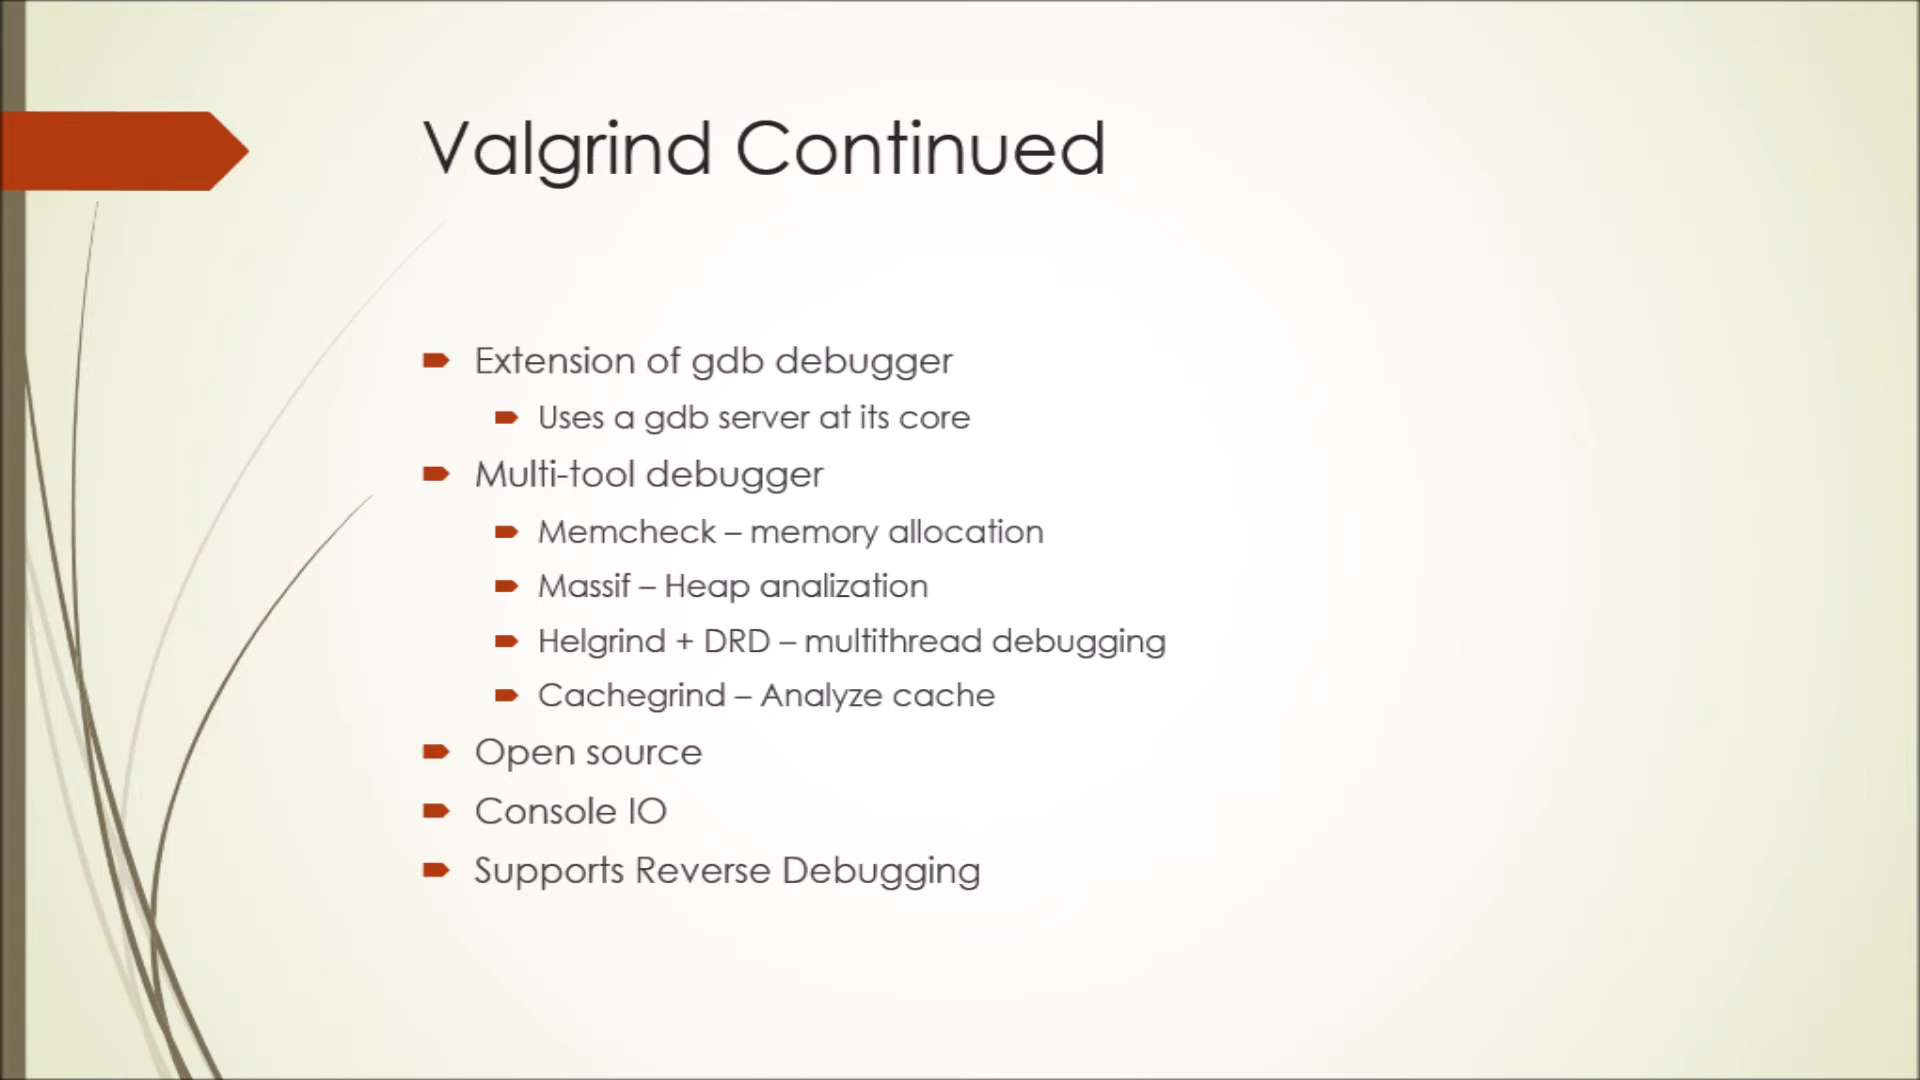 Valgrind Continued
Extension of gdb debugger
Uses a gdb server at its core
Multi-tool debugger
Memcheck – memory allocation
Massif – Heap analization
Helgrind + DRD – multithread debugging
Cachegrind – Analyze cache
Open source
Console IO
Supports Reverse Debugging